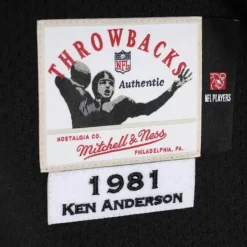 THROWBACKS
NFL
Authentic
NFL PLAYERS
NOSTALGIA CO.
Mitchell & Ness
PHILADELPHIA, PA.
1981
KEN ANDERSON